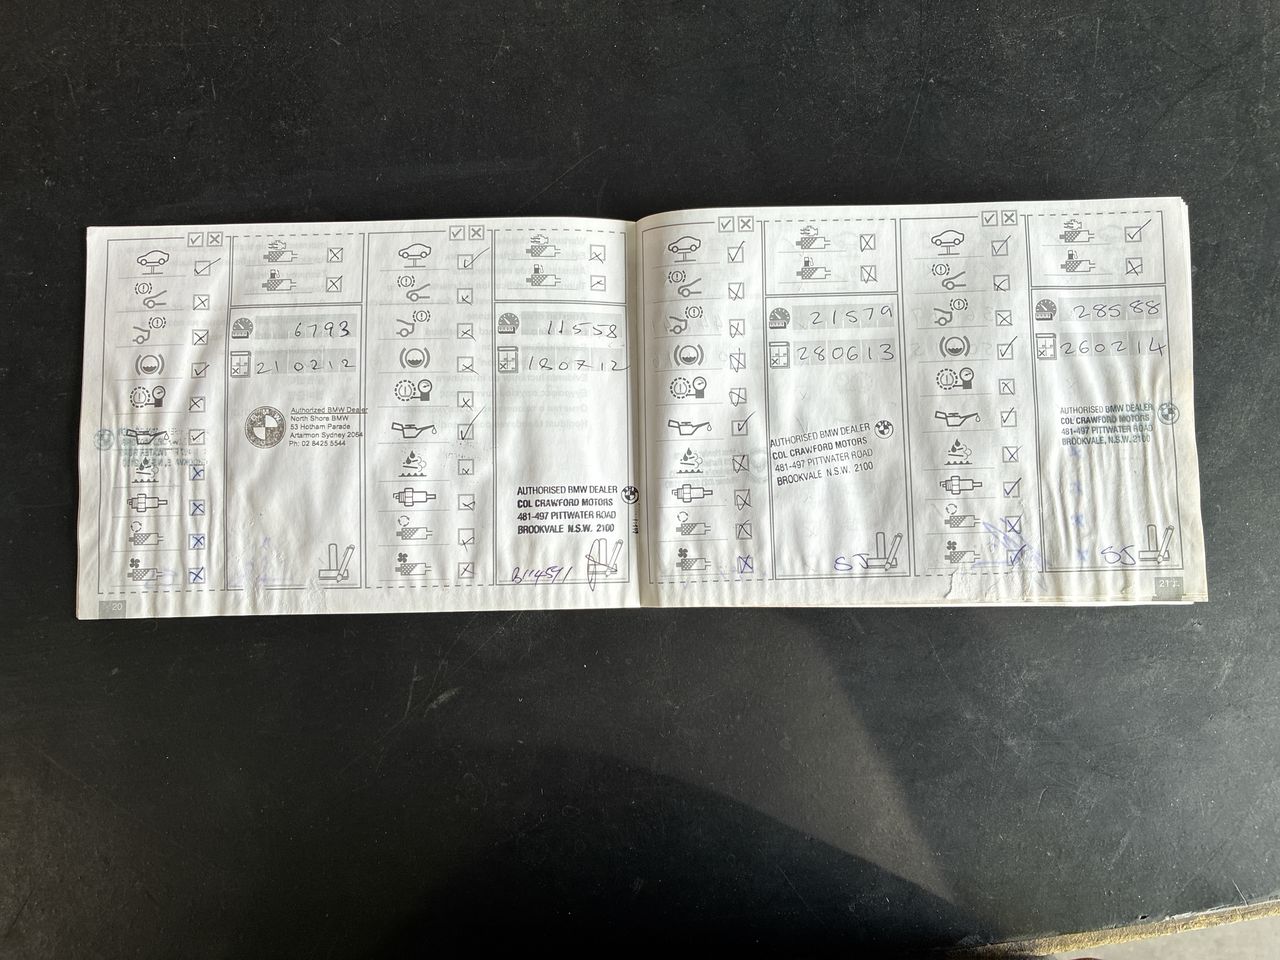 6793
210212
Authorized BMW Dealer
North Shore BMW
53 Hotham Parade
Artarmon Sydney 2064
Ph: 02 8425 5544
20
11558
180712
AUTHORISED BMW DEALER
COL CRAWFORD MOTORS
481-497 PITTWATER ROAD
BROOKVALE N.S.W. 2100
21579
280613
AUTHORISED BMW DEALER
COL CRAWFORD MOTORS
481-497 PITTWATER ROAD
BROOKVALE N.S.W. 2100
SJ
28588
260214
AUTHORISED BMW DEALER
COL CRAWFORD MOTORS
481-497 PITTWATER ROAD
BROOKVALE, N.S.W. 2100
SJ
21